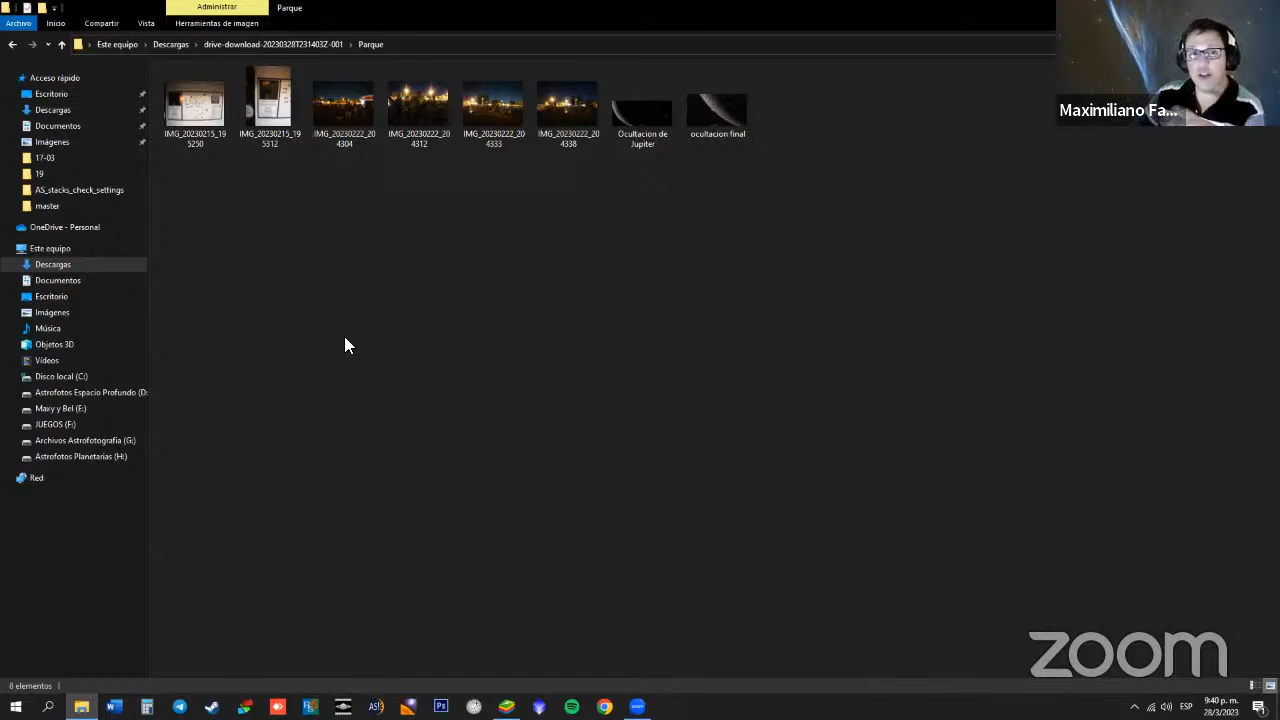 Administrar
Parque
Archivo
Inicio
Compartir
Vista
Herramientas de imagen
Este equipo
Descargas
drive-download-20230328T231403Z-001
Parque
Maximiliano Fa...
Acceso rápido
Escritorio
Descargas
Documentos
Imágenes
17-03
19
AS_stacks_check_settings
master
OneDrive - Personal
Este equipo
Descargas
Documentos
Escritorio
Imágenes
Música
Objetos 3D
Vídeos
Disco local (C:)
Astrofotos Espacio Profundo (D:
Maxy y Bel (E:)
JUEGOS (F:)
Archivos Astrofotografía (G:)
Astrofotos Planetarias (H:)
Red
IMG_20230215_19
5250
IMG_20230215_19
5312
IMG_20230222_20
4304
IMG_20230222_20
4312
IMG_20230222_20
4333
IMG_20230222_20
4338
Ocultacion de
Jupiter
ocultacion final
zoom
8 elementos
ESP
9:40 p. m.
28/3/2023